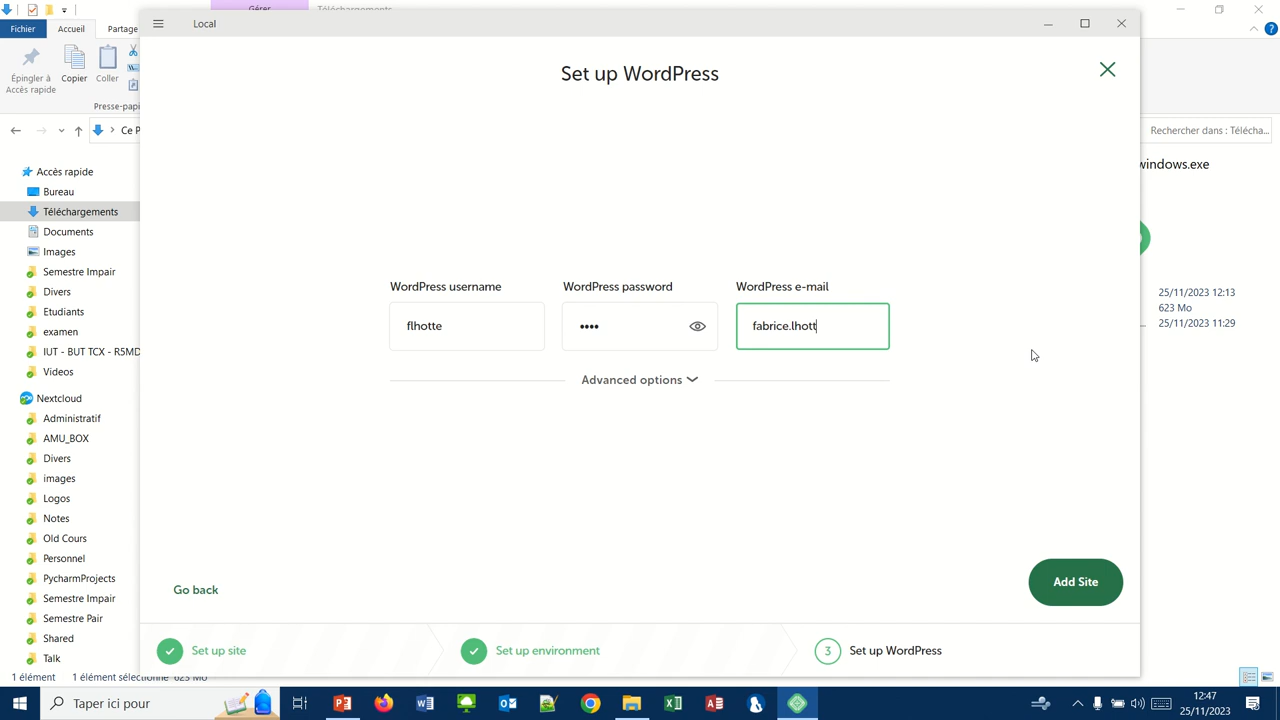 Gérer
Téléchargements
Fichier
Accueil
Partage
Local
Épingler à
Accès rapide
Copier
Coller
Presse-papi
Set up WordPress
Ce P
Rechercher dans : Télécha...
windows.exe
Accès rapide
Bureau
Téléchargements
Documents
Images
Semestre Impair
Divers
Etudiants
examen
IUT - BUT TCX - R5MD
Videos
Nextcloud
Administratif
AMU_BOX
Divers
images
Logos
Notes
Old Cours
Personnel
PycharmProjects
Semestre Impair
Semestre Pair
Shared
Talk
1 élément
1 élément sélectionné 623 Mo
25/11/2023 12:13
623 Mo
25/11/2023 11:29
WordPress username
WordPress password
WordPress e-mail
flhotte
••••
fabrice.lhott
Advanced options
Go back
Add Site
Set up site
Set up environment
3 Set up WordPress
Taper ici pour
12:47
25/11/2023